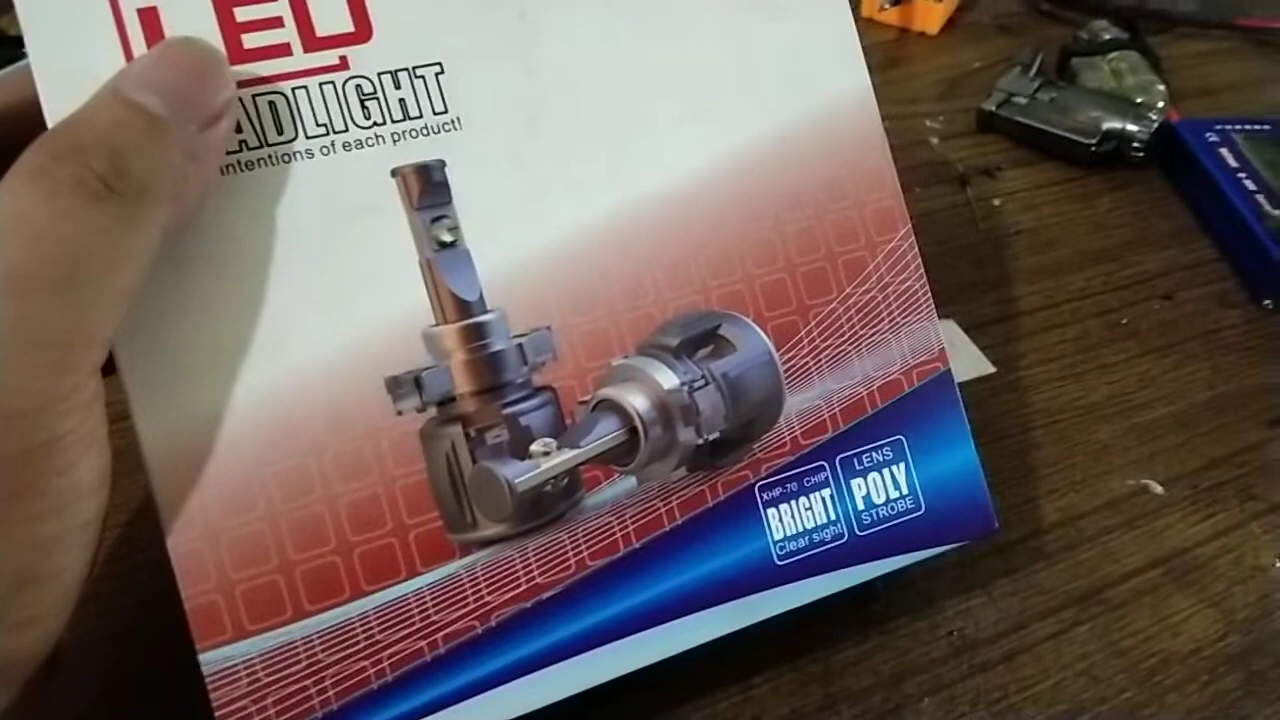 LED
ADLIGHT
intentions of each product!
XHP-70 CHIP
BRIGHT
Clear sight
LENS
POLY
STROBE